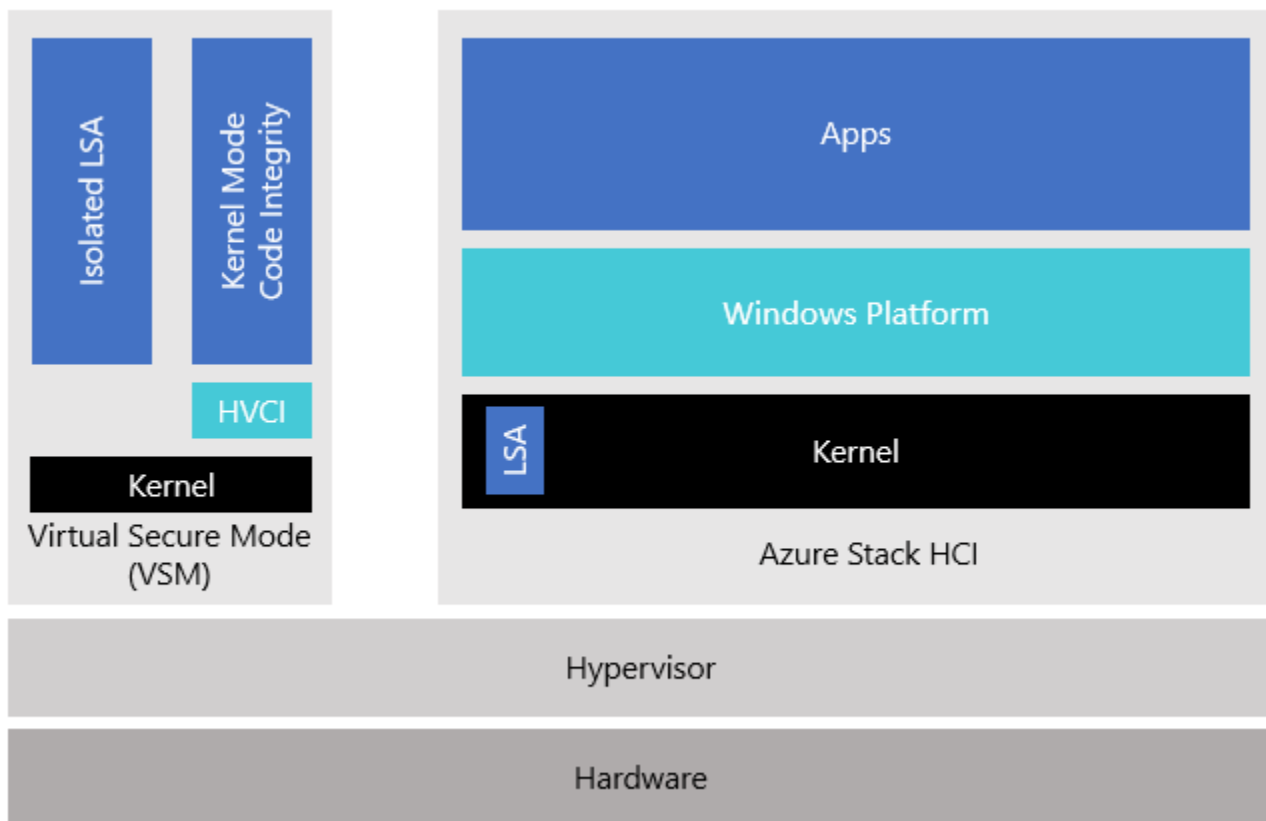 Isolated LSA
Kernel Mode
Code Integrity
HVCI
Kernel
Virtual Secure Mode
(VSM)
Apps
Windows Platform
LSA
Kernel
Azure Stack HCI
Hypervisor
Hardware